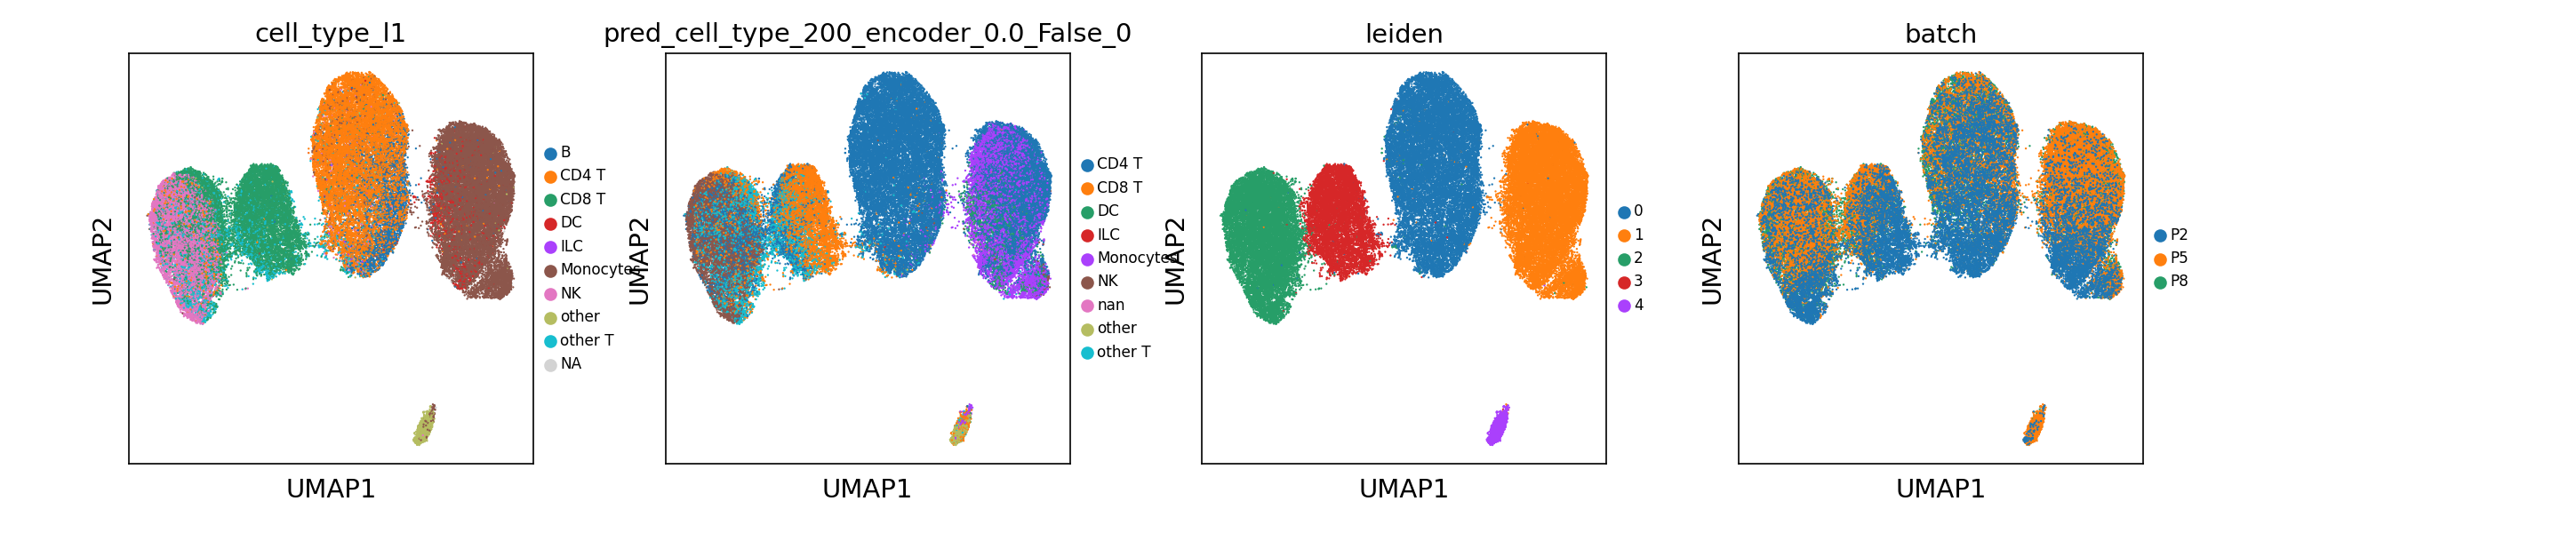 cell_type_l1
UMAP2
UMAP1
B
CD4 T
CD8 T
DC
ILC
Monocytes
NK
other
other T
NA
pred_cell_type_200_encoder_0.0_False_0
UMAP2
UMAP1
CD4 T
CD8 T
DC
ILC
Monocytes
NK
nan
other
other T
leiden
UMAP2
UMAP1
0
1
2
3
4
batch
UMAP2
UMAP1
P2
P5
P8